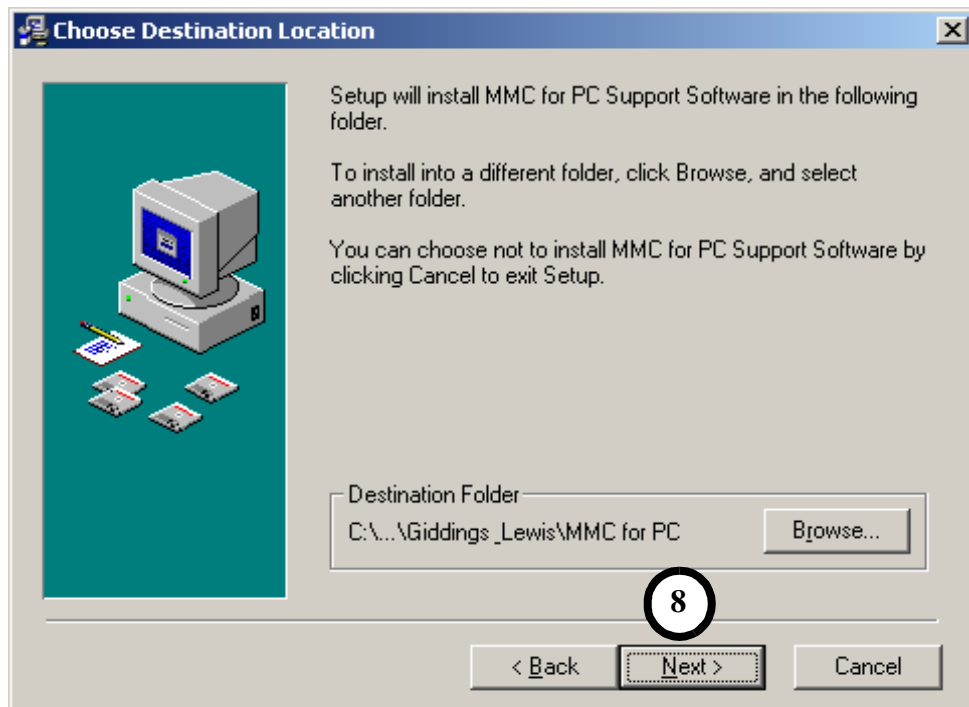 Choose Destination Location
Setup will install MMC for PC Support Software in the following
folder.
To install into a different folder, click Browse, and select
another folder.
You can choose not to install MMC for PC Support Software by
clicking Cancel to exit Setup.
Destination Folder
C:\...\Giddings _Lewis\MMC for PC
Browse...
8
< Back
Next >
Cancel